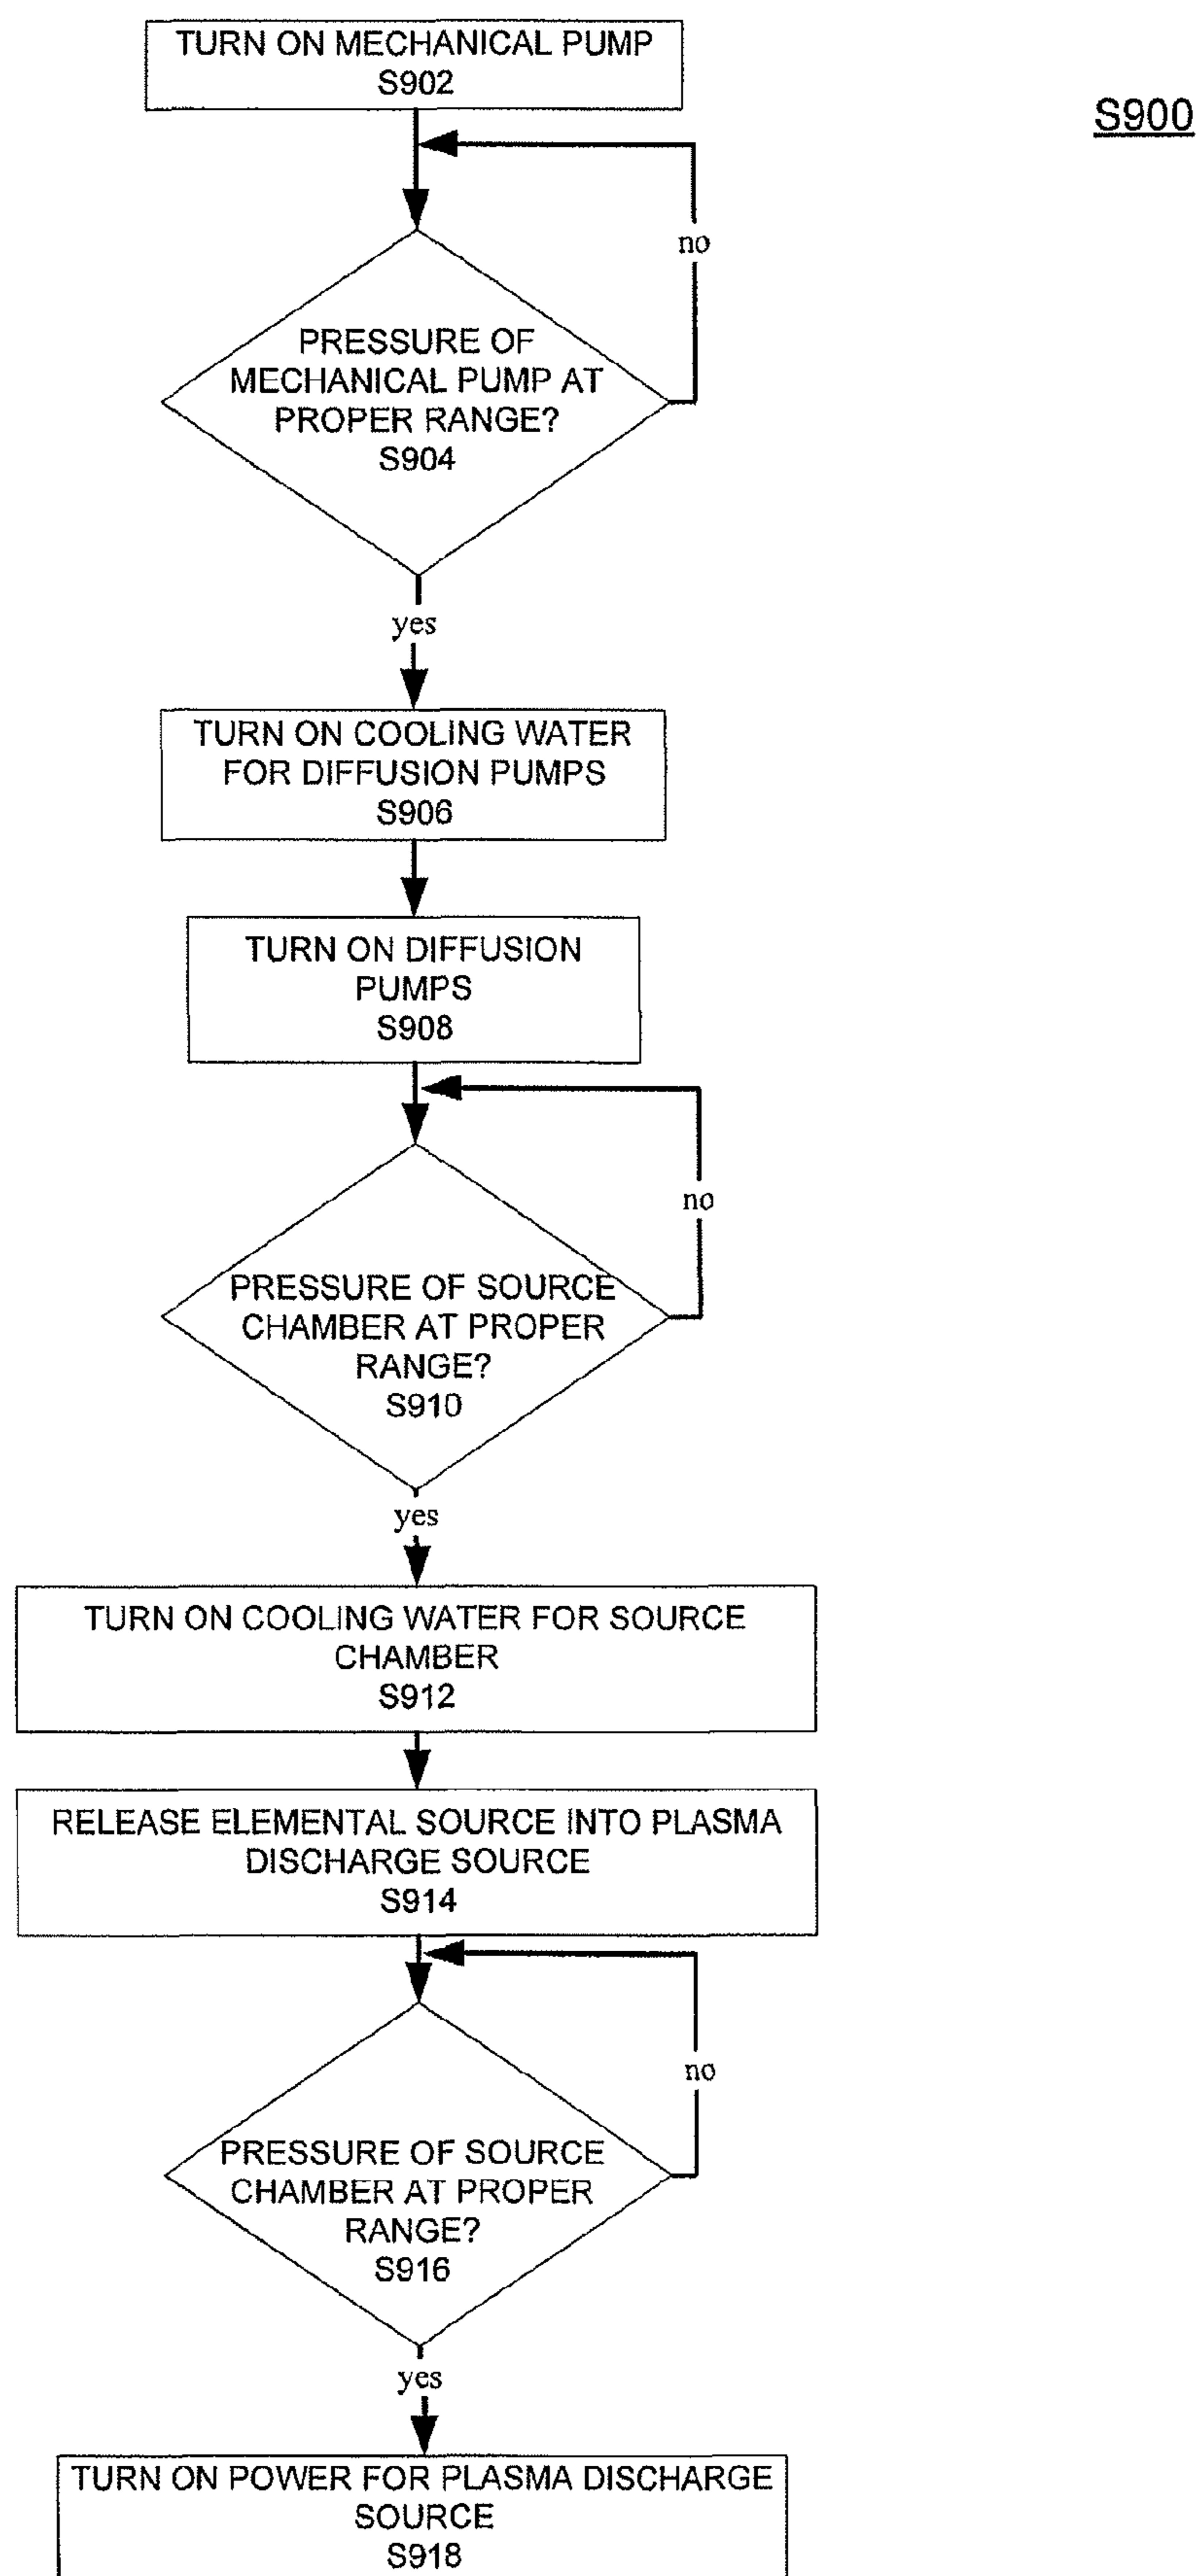 TURN ON MECHANICAL PUMP
S902
S900
no
PRESSURE OF
MECHANICAL PUMP AT
PROPER RANGE?
S904
yes
TURN ON COOLING WATER
FOR DIFFUSION PUMPS
S906
TURN ON DIFFUSION
PUMPS
S908
no
PRESSURE OF SOURCE
CHAMBER AT PROPER
RANGE?
S910
yes
TURN ON COOLING WATER FOR SOURCE
CHAMBER
S912
RELEASE ELEMENTAL SOURCE INTO PLASMA
DISCHARGE SOURCE
S914
no
PRESSURE OF SOURCE
CHAMBER AT PROPER
RANGE?
S916
yes
TURN ON POWER FOR PLASMA DISCHARGE
SOURCE
S918